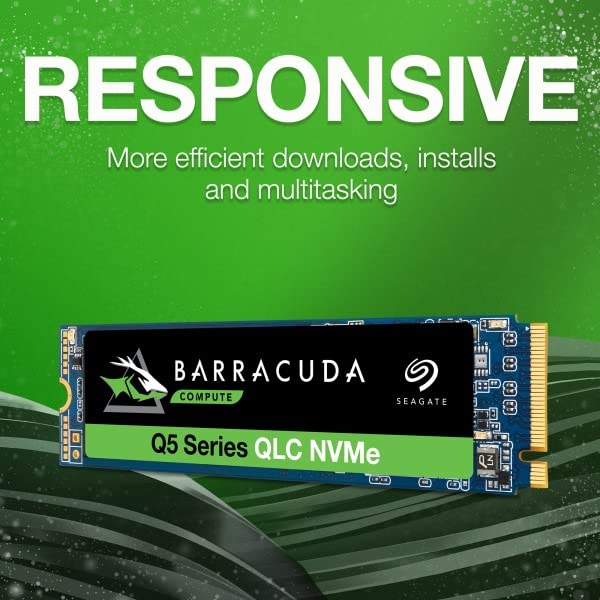 RESPONSIVE
More efficient downloads, installs
and multitasking
BARRACUDA
COMPUTE
SEAGATE
Q5 Series QLC NVMe